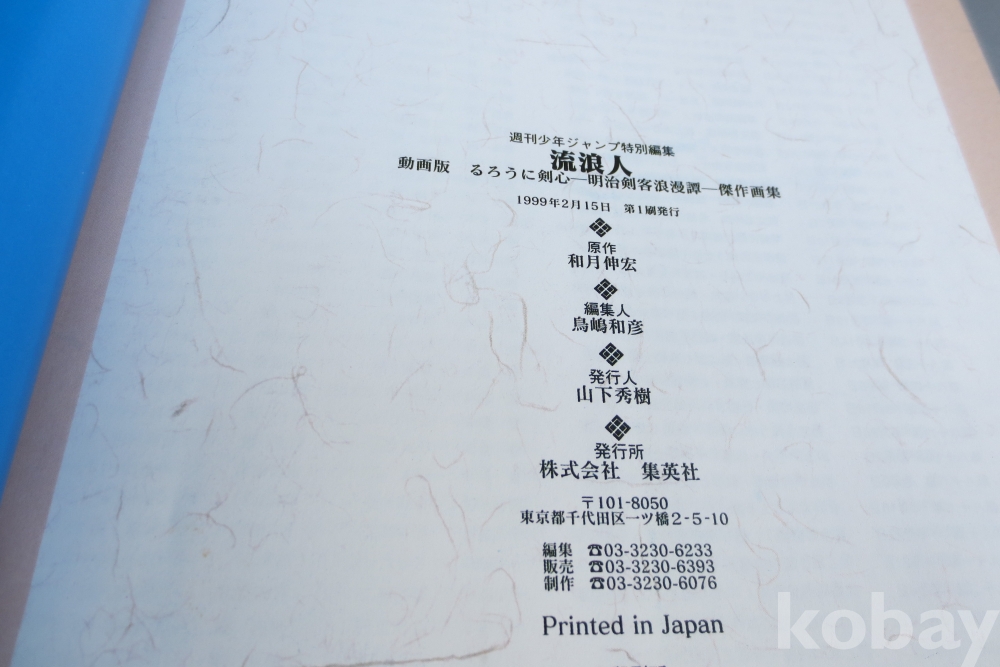 週刊少年ジャンプ特別編集
流浪人
動画版 るろうに剣心―明治剣客浪漫譚―傑作画集
1999年2月15日 第1刷発行
原作
和月伸宏
編集人
鳥嶋和彦
発行人
山下秀樹
発行所
株式会社 集英社
〒101-8050
東京都千代田区一ツ橋2-5-10
編集 ☎03-3230-6233
販売 ☎03-3230-6393
制作 ☎03-3230-6076
Printed in Japan
kobay